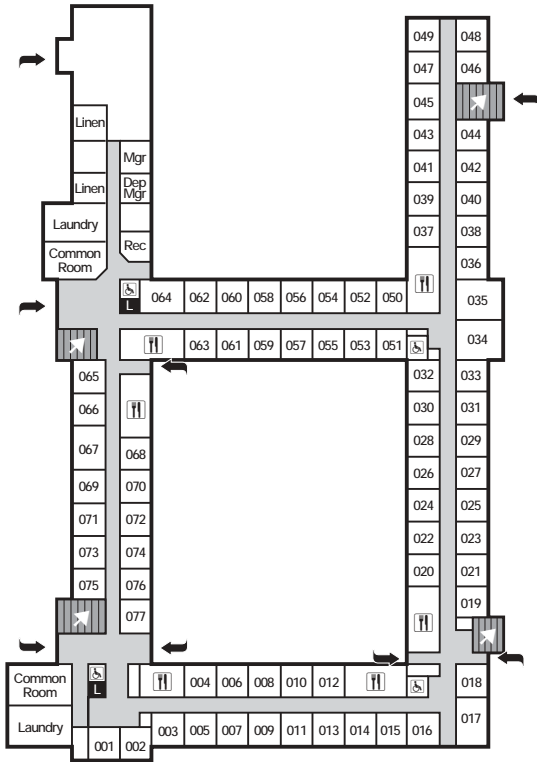 049 048
047 046
Linen 045
043 044
Mgr
041 042
Linen Dep
Mgr
039 040
Laundry 037 038
Rec
Common
Room
036
L 064 062 060 058 056 054 052 050 035
063 061 059 057 055 053 051 034
065 032 033
066 030 031
028 029
067 068
026 027
069 070
024 025
071 072
022 023
073 074
020 021
075 076
019
077
Common
Room
L 004 006 008 010 012 018
017
Laundry 003 005 007 009 011 013 014 015 016
001 002